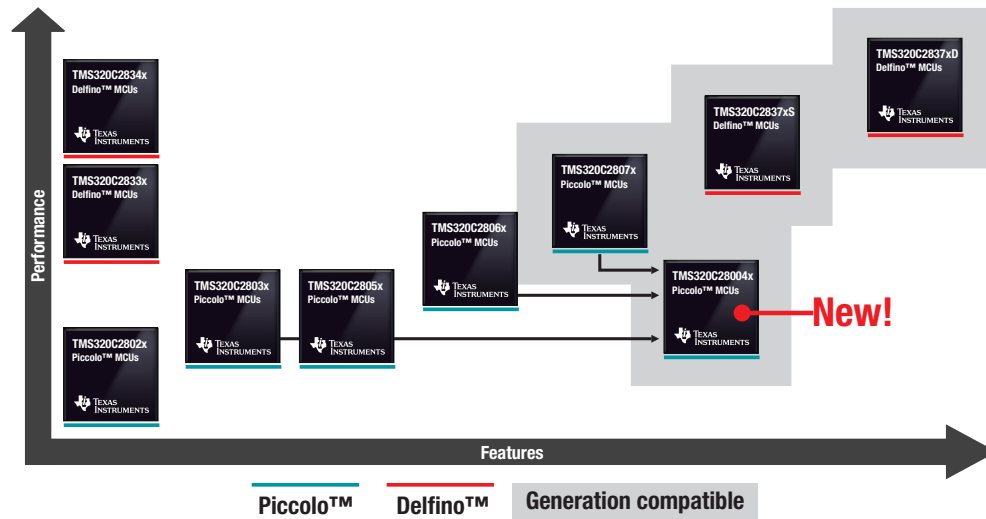 TMS320C2837xD
Delfino™ MCUs
TEXAS
INSTRUMENTS
TMS320C2834x
Delfino™ MCUs
TEXAS
INSTRUMENTS
TMS320C2837xS
Delfino™ MCUs
TEXAS
INSTRUMENTS
TMS320C2807x
Piccolo™ MCUs
TEXAS
INSTRUMENTS
TMS320C2833x
Delfino™ MCUs
TEXAS
INSTRUMENTS
TMS320C2806x
Piccolo™ MCUs
TEXAS
INSTRUMENTS
TMS320C28004x
Piccolo™ MCUs
TEXAS
INSTRUMENTS
New!
TMS320C2803x
Piccolo™ MCUs
TEXAS
INSTRUMENTS
TMS320C2805x
Piccolo™ MCUs
TEXAS
INSTRUMENTS
TMS320C2802x
Piccolo™ MCUs
TEXAS
INSTRUMENTS
Performance
Features
Piccolo™
Delfino™
Generation compatible